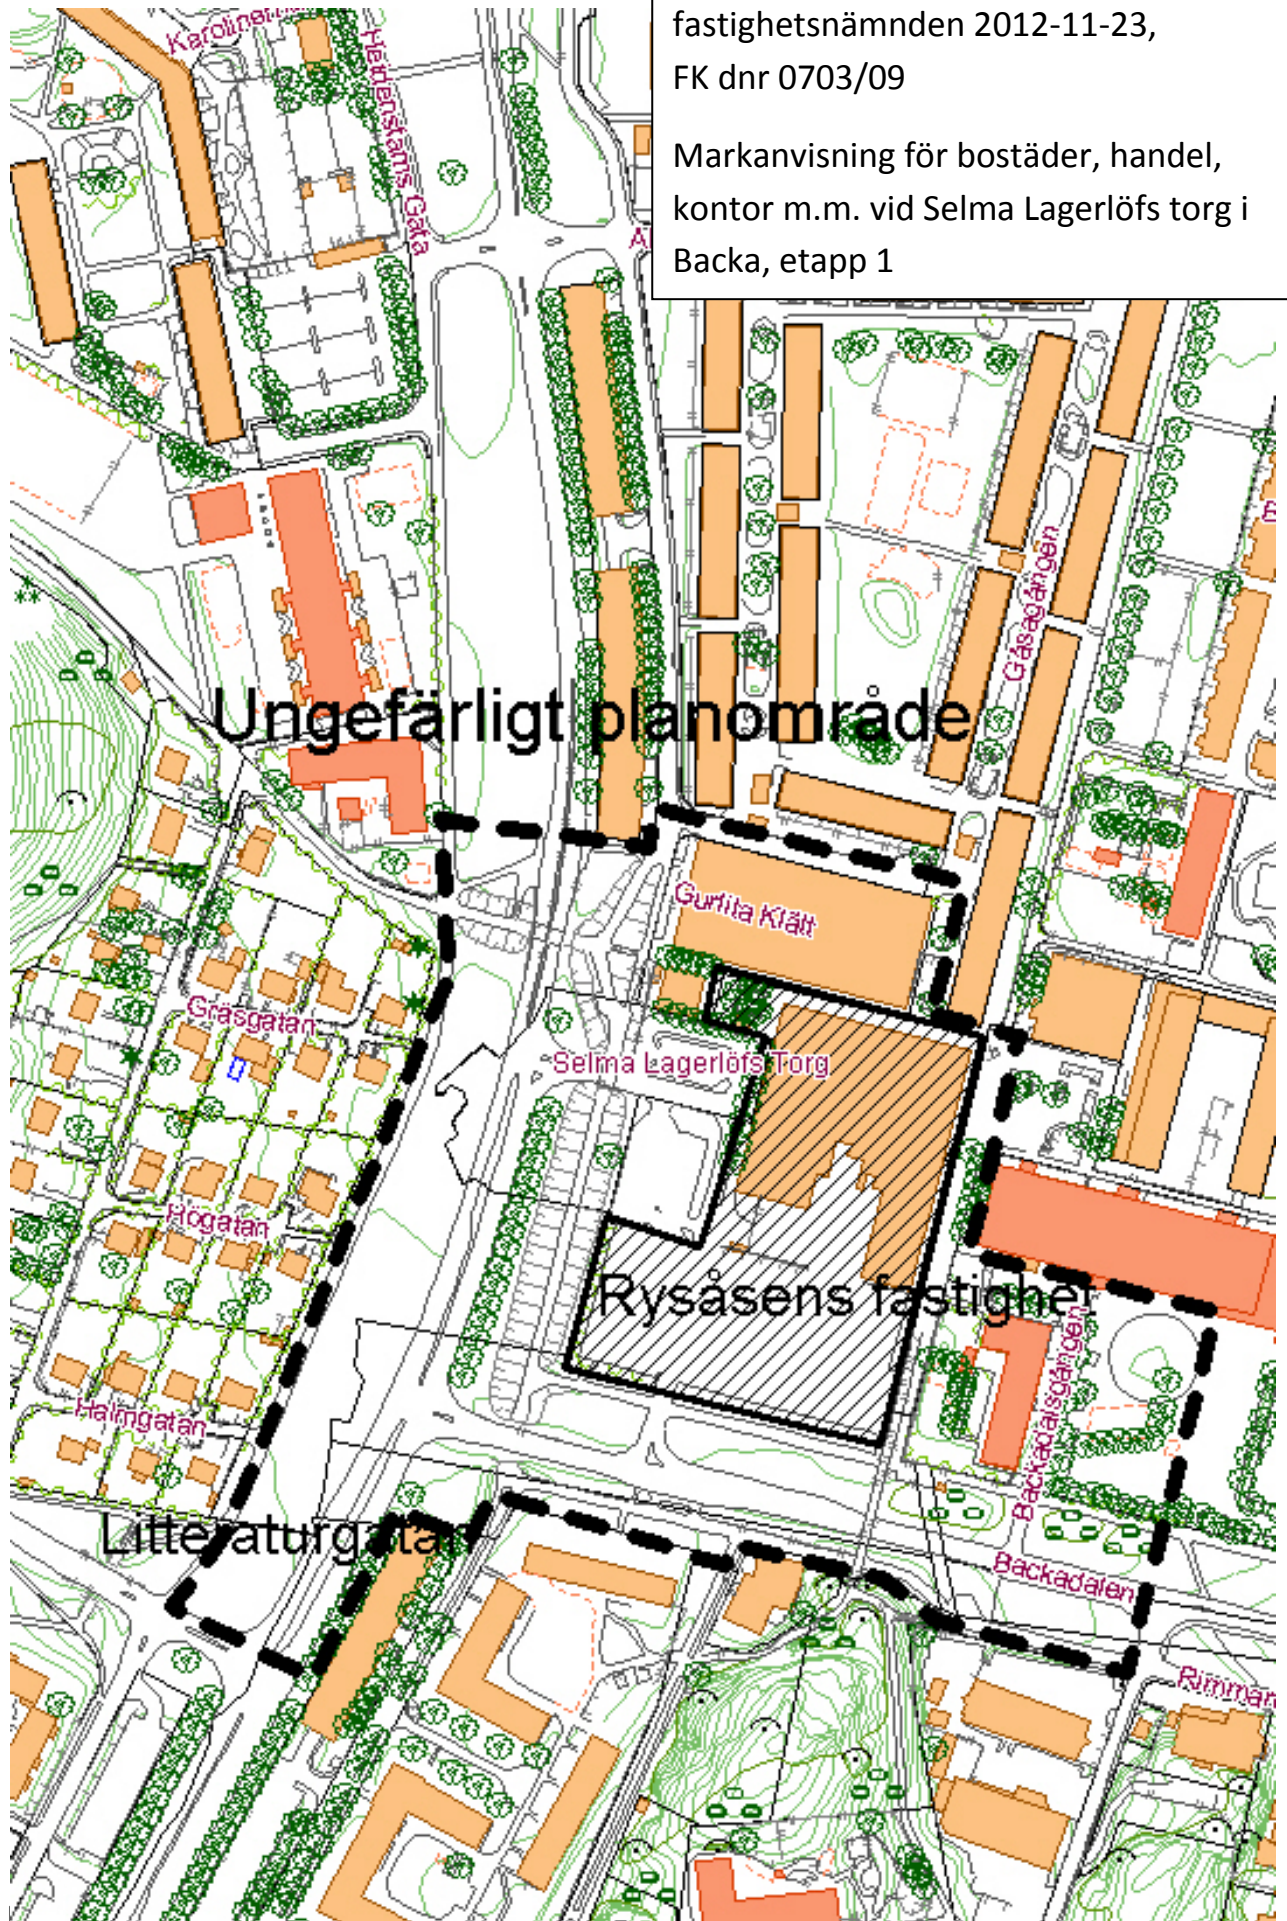 fastighetsnämnden 2012-11-23,
FK dnr 0703/09
Markanvisning för bostäder, handel,
kontor m.m. vid Selma Lagerlöfs torg i
Backa, etapp 1
Heidenstams Gata
Gåsagången
Ungefärligt planområde
Gurlita Klätt
Gräsgatan
Selma Lagerlöfs Torg
Högatan
Rysåsens fastighet
Backadalsgången
Halmgatan
Litteraturgatan
Backadalen